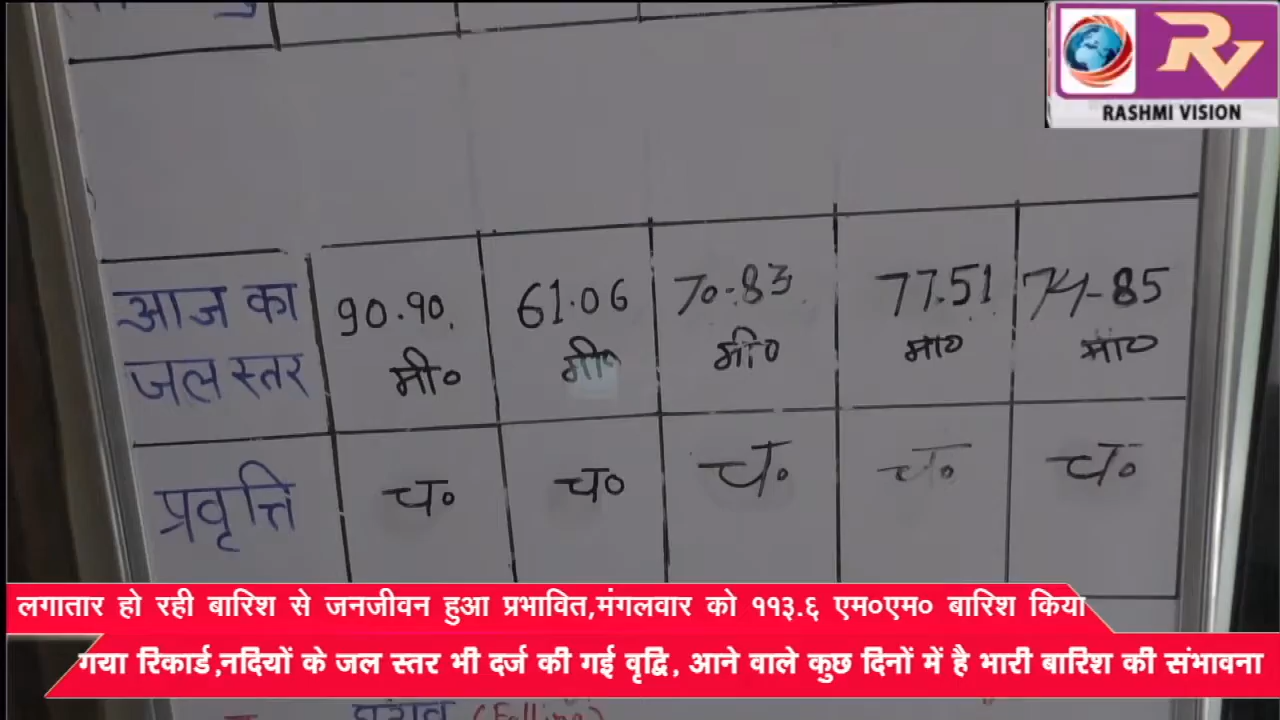 RV
RASHMI VISION
आज का 90.90. 61.06 70-83 77.51 74-85
जल स्तर मी० मी० मी० मी० मी०
प्रवृत्ति च० च० च० च० च०
लगातार हो रही बारिश से जनजीवन हुआ प्रभावित,मंगलवार को ११३.६ एम०एम० बारिश किया
गया रिकार्ड,नदियों के जल स्तर भी दर्ज की गई वृद्वि, आने वाले कुछ दिनों में है भारी बारिश की संभावना
(Falling)